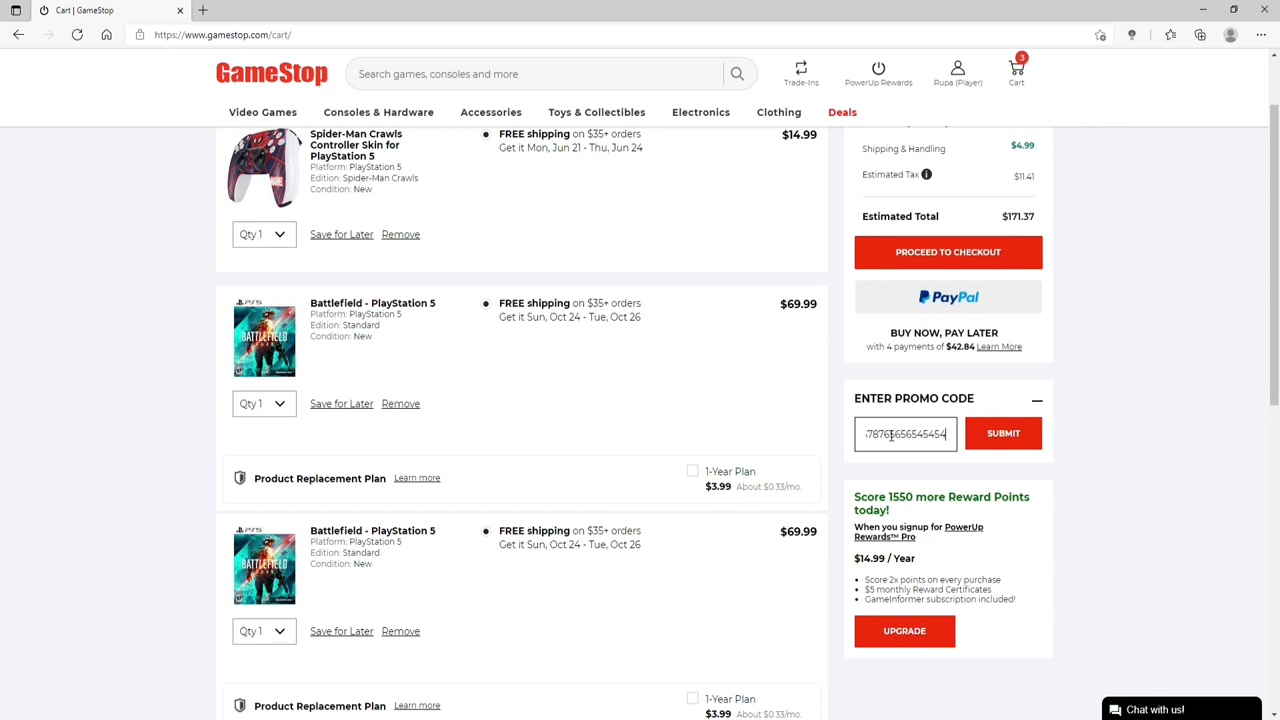 Cart | GameStop
https://www.gamestop.com/cart/
GameStop
Search games, consoles and more
Trade-Ins
PowerUp Rewards
Rupa (Player)
3
Cart
Video Games
Consoles & Hardware
Accessories
Toys & Collectibles
Electronics
Clothing
Deals
Spider-Man Crawls
Controller Skin for
PlayStation 5
Platform: PlayStation 5
Edition: Spider-Man Crawls
Condition: New
FREE shipping on $35+ orders
Get it Mon, Jun 21 - Thu, Jun 24
$14.99
Qty 1
Save for Later
Remove
Battlefield - PlayStation 5
Platform: PlayStation 5
Edition: Standard
Condition: New
FREE shipping on $35+ orders
Get it Sun, Oct 24 - Tue, Oct 26
$69.99
Qty 1
Save for Later
Remove
Product Replacement Plan
Learn more
1-Year Plan
$3.99 About $0.33/mo.
Battlefield - PlayStation 5
Platform: PlayStation 5
Edition: Standard
Condition: New
FREE shipping on $35+ orders
Get it Sun, Oct 24 - Tue, Oct 26
$69.99
Qty 1
Save for Later
Remove
Product Replacement Plan
Learn more
1-Year Plan
$3.99 About $0.33/mo.
Shipping & Handling
$4.99
Estimated Tax
$11.41
Estimated Total
$171.37
PROCEED TO CHECKOUT
PayPal
BUY NOW, PAY LATER
with 4 payments of $42.84 Learn More
ENTER PROMO CODE
SUBMIT
Score 1550 more Reward Points
today!
When you signup for PowerUp
Rewards™ Pro
$14.99 / Year
Score 2x points on every purchase
$5 monthly Reward Certificates
GameInformer subscription included!
UPGRADE
Chat with us!